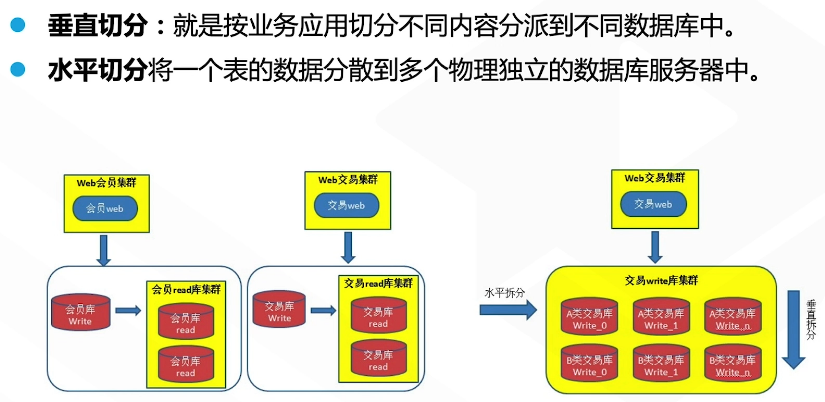 垂直切分：就是按业务应用切分不同内容分派到不同数据库中。
水平切分将一个表的数据分散到多个物理独立的数据库服务器中。
Web会员集群
会员web
会员库
Write
会员read库集群
会员库
read
会员库
read
Web交易集群
交易web
交易库
Write
交易read库集群
交易库
read
交易库
read
水平拆分
Web交易集群
交易web
交易write库集群
A类交易库
Write_0
A类交易库
Write_1
A类交易库
Write_n
B类交易库
Write_0
B类交易库
Write_1
B类交易库
Write_n
垂直拆分